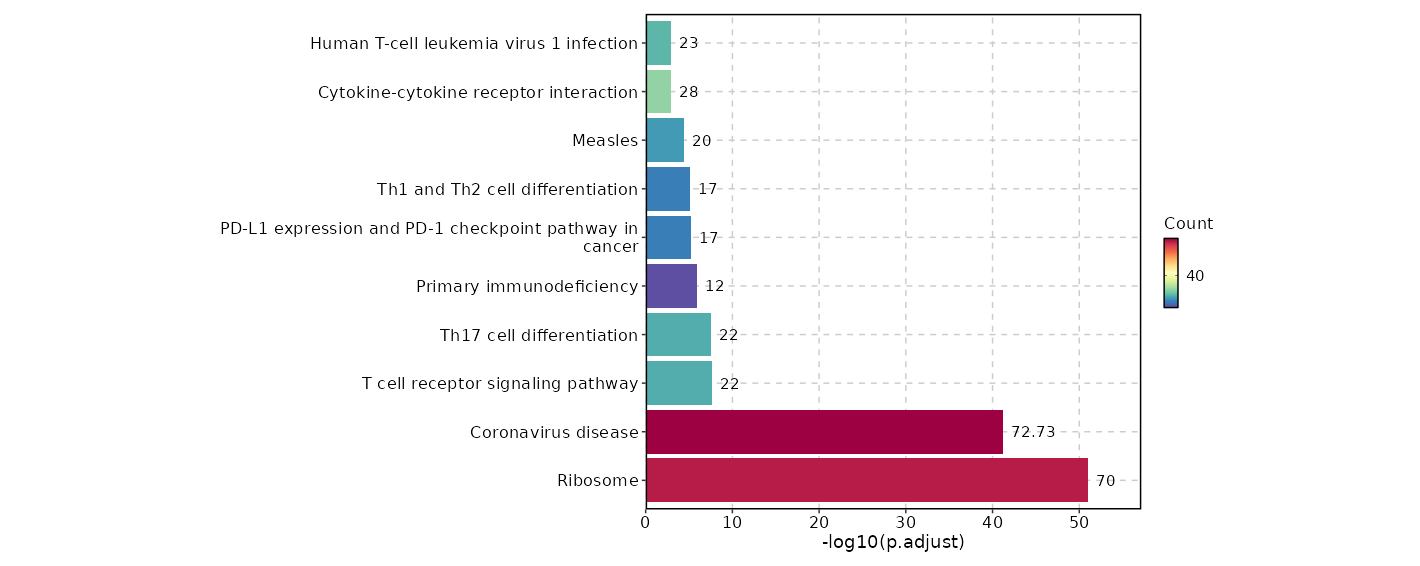 Human T-cell leukemia virus 1 infection 23
Cytokine-cytokine receptor interaction 28
Measles 20
Th1 and Th2 cell differentiation 17
PD-L1 expression and PD-1 checkpoint pathway in
cancer 17
Primary immunodeficiency 12
Th17 cell differentiation 22
T cell receptor signaling pathway 22
Coronavirus disease 72.73
Ribosome 70
0 10 20 30 40 50
-log10(p.adjust)
Count
40